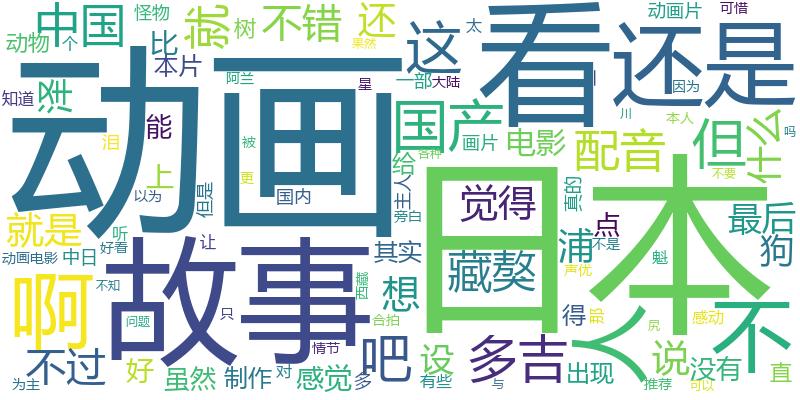 中国
怪物
就
树
不错
还
这
看
还是
动画片
可惜
动物
个
比
果然
太
本片
阿兰
星
一部
大陆
因为
知道
泽
动画
能
国产
川
本人
吗
泪
被
画片
电影
配音
但
什么
各种
给
上
更
不要
以为
但是
国内
主人
旁白
觉得
真的
点
最后
就是
听
好看
让
浦
狗
动画电影
中日
故事
其实
日本
藏獒
不是
魁
西藏
想
声优
啊
不知
只
得
部
人
不
感动
问题
合拍
不过
情节
吧
设
多吉
尻
说
没有
直
好
虽然
制作
对
感觉
多
有些
与
出现
推荐
可以
为主